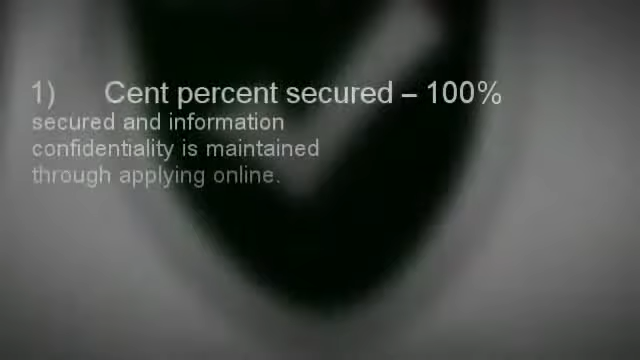 1) Cent percent secured – 100%
secured and information
confidentiality is maintained
through applying online.